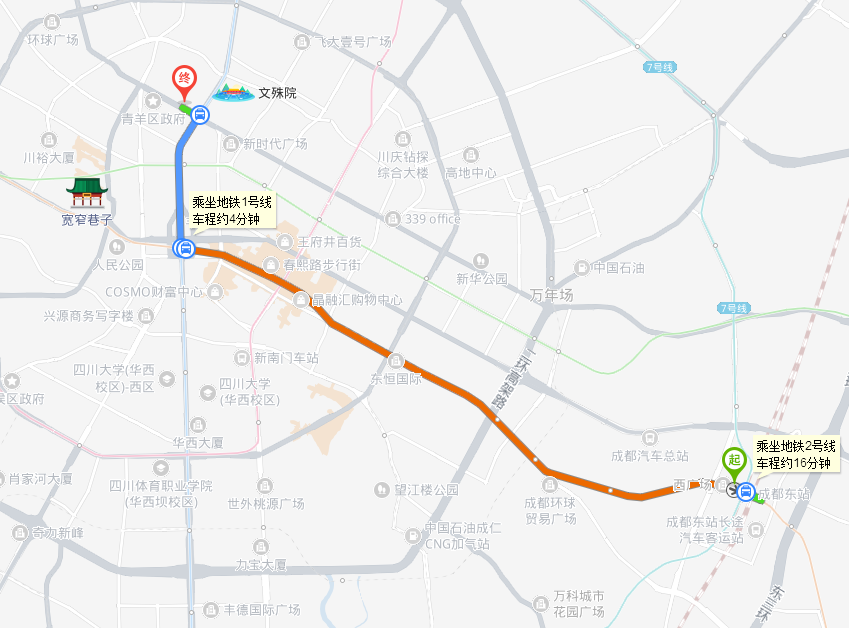 环球广场
飞大壹号广场
7号线
终
文殊院
青羊区政府
新时代广场
川裕大厦
川庆钻探
综合大楼
高地中心
宽窄巷子
乘坐地铁1号线
车程约4分钟
339 office
王府井百货
人民公园
春熙路步行街
新华公园
中国石油
COSMO财富中心
晶融汇购物中心
万年场
7号线
兴源商务写字楼
新南门车站
四川大学(华西
校区)-西区
东恒国际
二环高架路
四川大学
(华西校区)
侯区政府
华西大厦
成都汽车总站
乘坐地铁2号线
车程约16分钟
起
肖家河大厦
四川体育职业学院
(华西坝校区)
世外桃源广场
望江楼公园
西广场
成都东站
成都环球
贸易广场
成都东站长途
汽车客运站
奇力新峰
中国石油成仁
CNG加气站
力宝大厦
丰德国际广场
万科城市
花园广场
东三环